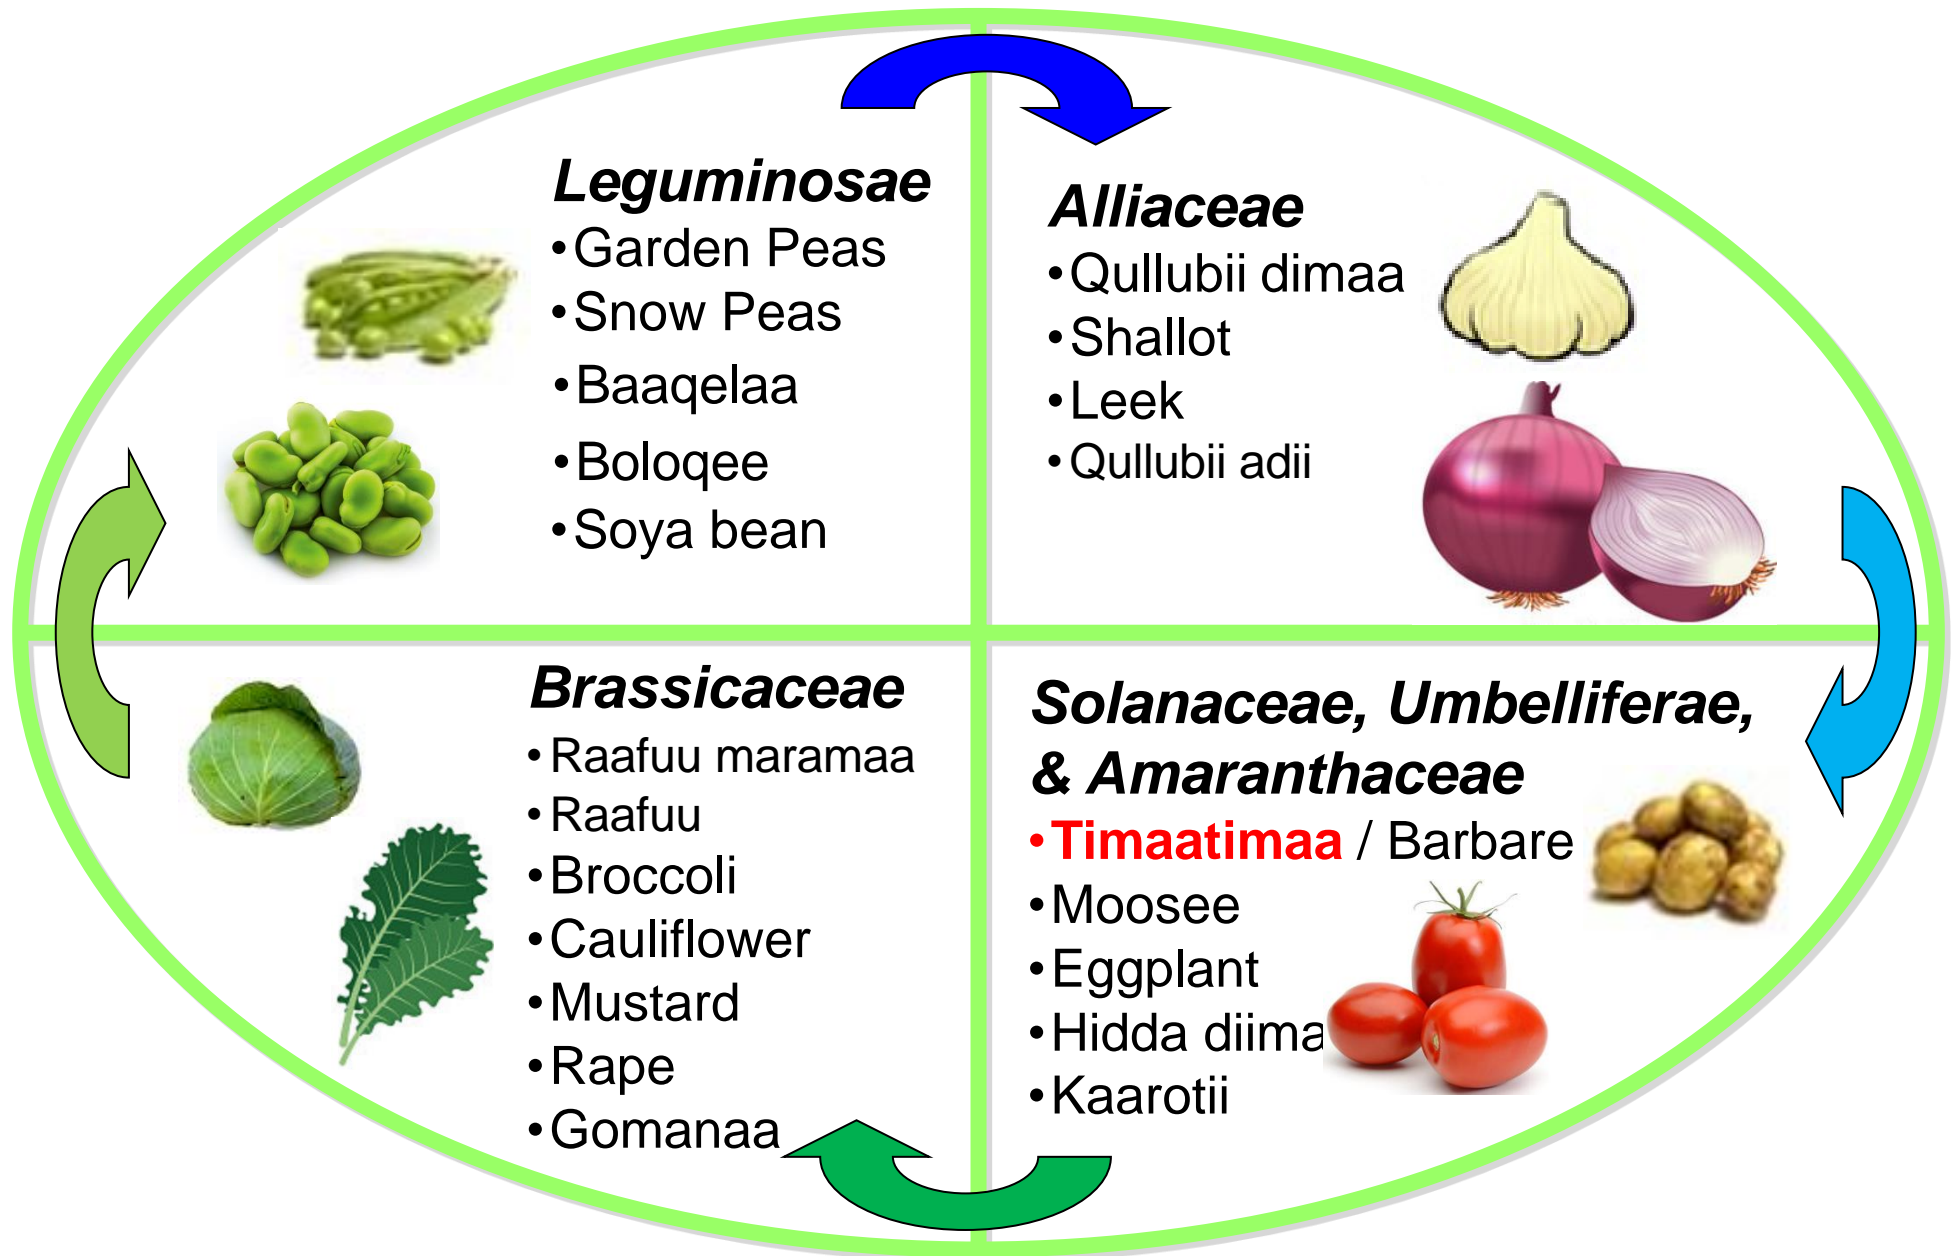 Leguminosae
•Garden Peas
•Snow Peas
•Baaqelaa
•Boloqee
•Soya bean
Alliaceae
•Qullubii dimaa
•Shallot
•Leek
•Qullubii adii
Brassicaceae
•Raafuu maramaa
•Raafuu
•Broccoli
•Cauliflower
•Mustard
•Rape
•Gomanaa
Solanaceae, Umbelliferae,
& Amaranthaceae
•Timaatimaa / Barbare
•Moosee
•Eggplant
•Hidda diima
•Kaarotii